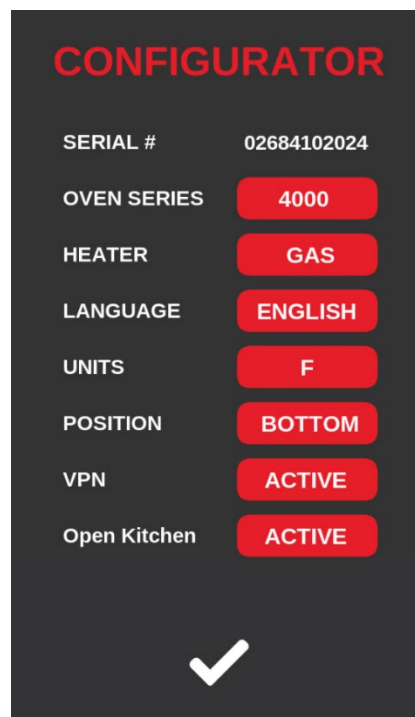 CONFIGURATOR
SERIAL # 02684102024
OVEN SERIES 4000
HEATER GAS
LANGUAGE ENGLISH
UNITS F
POSITION BOTTOM
VPN ACTIVE
Open Kitchen ACTIVE